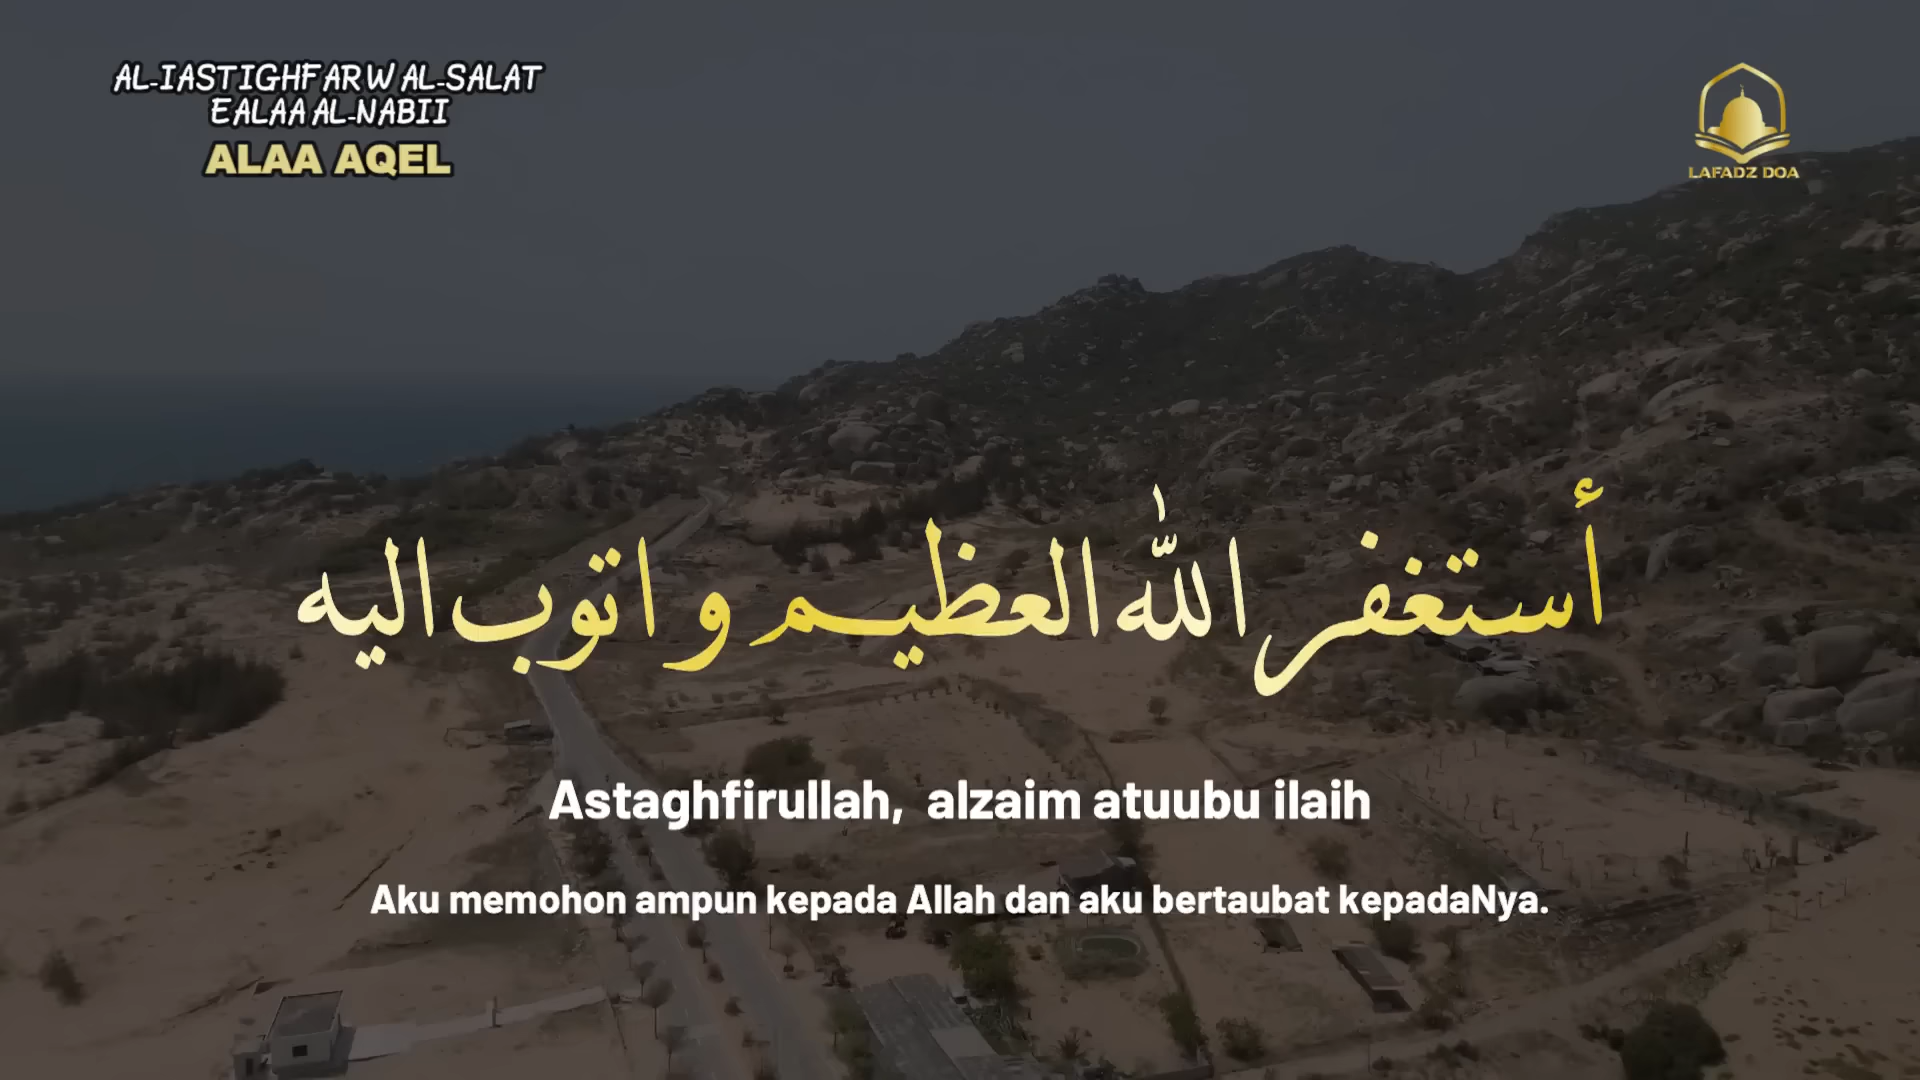 AL-IASTIGHFAR W AL-SALAT
EALAA AL-NABII
ALAA AQEL
LAFADZ DOA
أستغفر الله العظيم و اتوب اليه
Astaghfirullah, alzaim atuubu ilaih
Aku memohon ampun kepada Allah dan aku bertaubat kepadaNya.